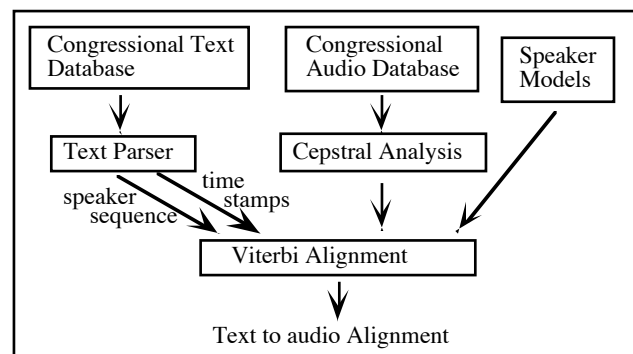 Congressional Text
Database
Congressional
Audio Database
Speaker
Models
Text Parser
Cepstral Analysis
speaker
sequence
time
stamps
Viterbi Alignment
Text to audio Alignment